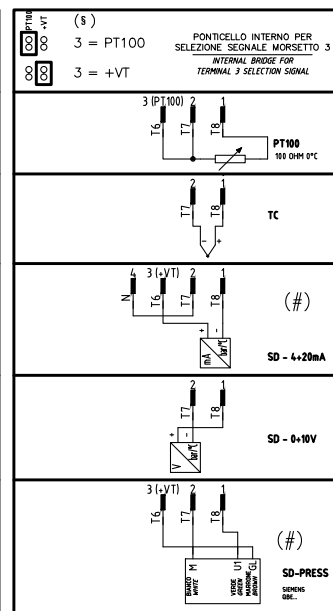 PT100
+VT
(§)
3 = PT100
3 = +VT
PONTICELLO INTERNO PER
SELEZIONE SEGNALE MORSETTO 3
INTERNAL BRIDGE FOR
TERMINAL 3 SELECTION SIGNAL
3 (PT100) 2 1
T6 T7 T8
PT100
100 OHM 0°C
2 1
T7 T8
- +
TC
4 3 (+VT) 2 1
N T6 T7 T8
(#)
+ -
mA
bar/°C
SD - 4÷20mA
2 1
T7 T8
+ -
V
bar/°C
SD - 0÷10V
3 (+VT) 2 1
T6 T7 T8
(#)
M U1 GL
BIANCO
WHITE
VERDE
GREEN
MARRONE
BROWN
SD-PRESS
SIEMENS
QBE...